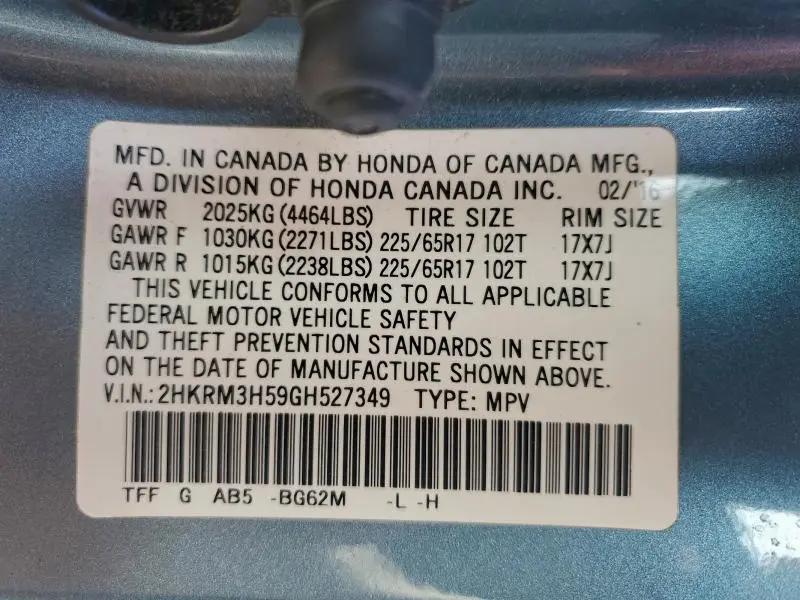 MFD. IN CANADA BY HONDA OF CANADA MFG.,
A DIVISION OF HONDA CANADA INC. 02/'16
GVWR 2025KG (4464LBS) TIRE SIZE RIM SIZE
GAWR F 1030KG (2271LBS) 225/65R17 102T 17X7J
GAWR R 1015KG (2238LBS) 225/65R17 102T 17X7J
THIS VEHICLE CONFORMS TO ALL APPLICABLE
FEDERAL MOTOR VEHICLE SAFETY
AND THEFT PREVENTION STANDARDS IN EFFECT
ON THE DATE OF MANUFACTURE SHOWN ABOVE.
V.I.N.: 2HKRM3H59GH527349 TYPE: MPV
TFF G AB5 -BG62M -L -H